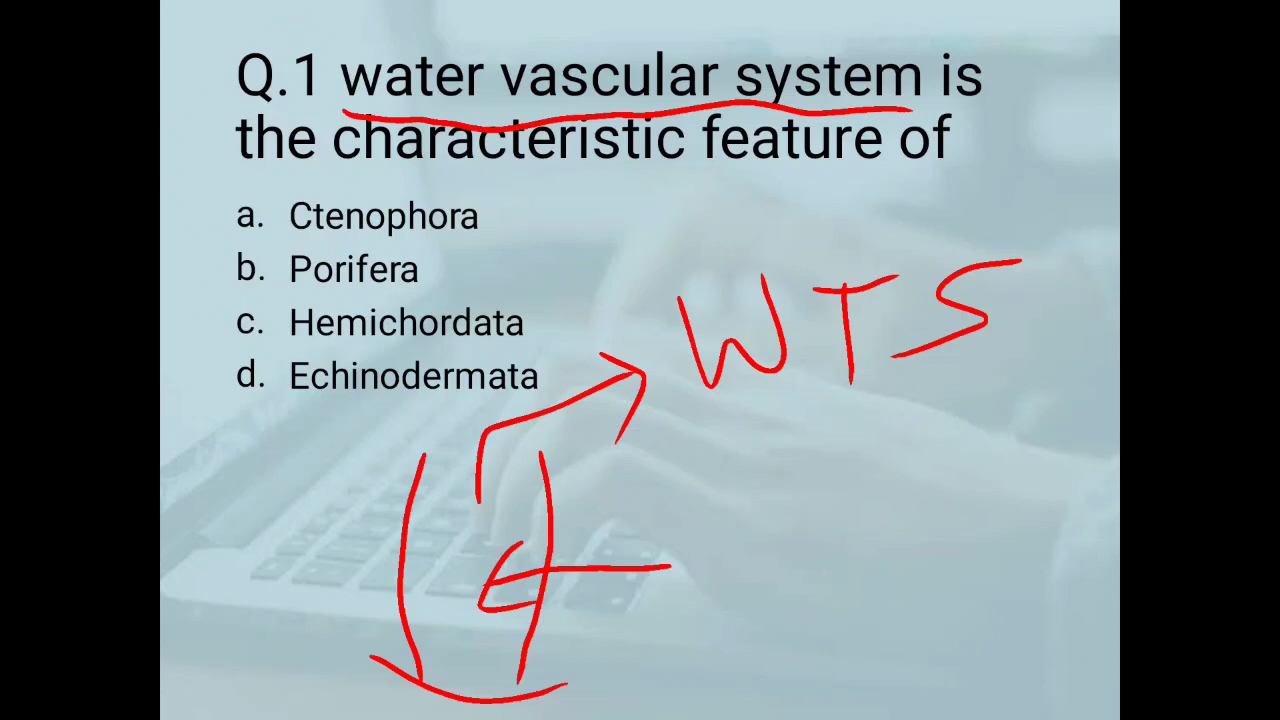 Q.1 water vascular system is
the characteristic feature of
a. Ctenophora
b. Porifera
c. Hemichordata
d. Echinodermata
WTS